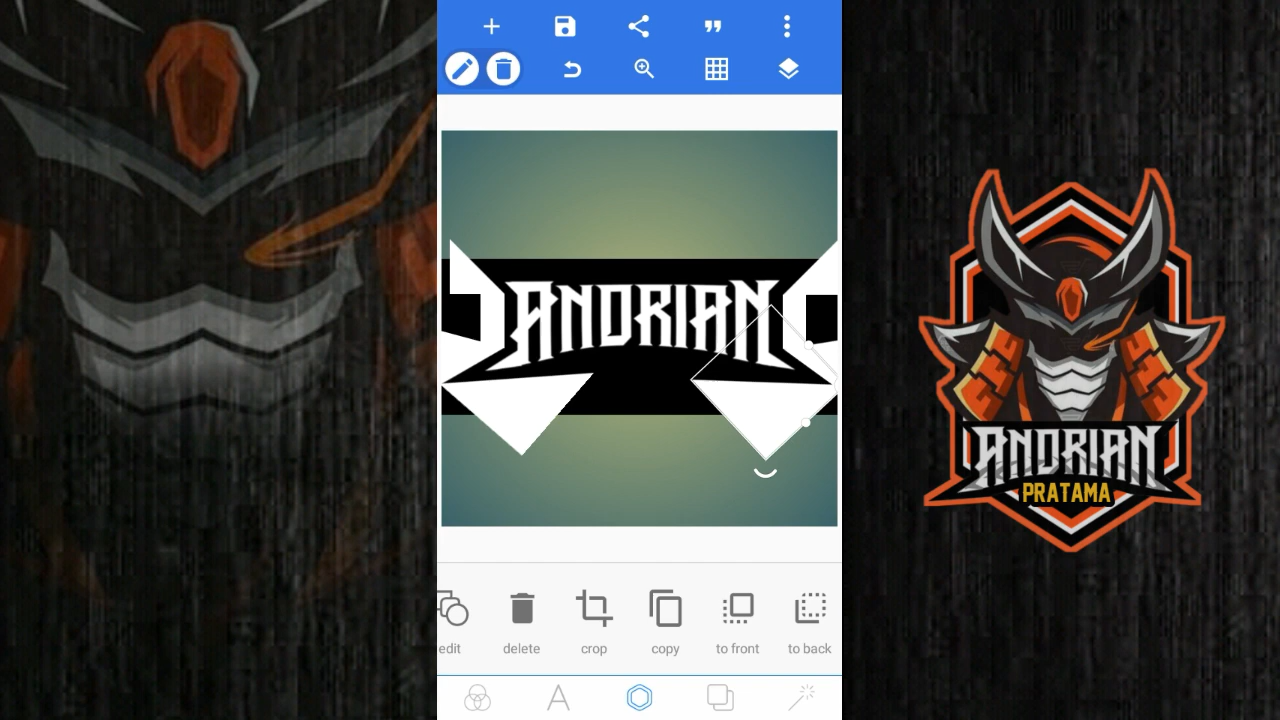 ANDRIAN
edit
delete
crop
copy
to front
to back
ANDRIAN
PRATAMA